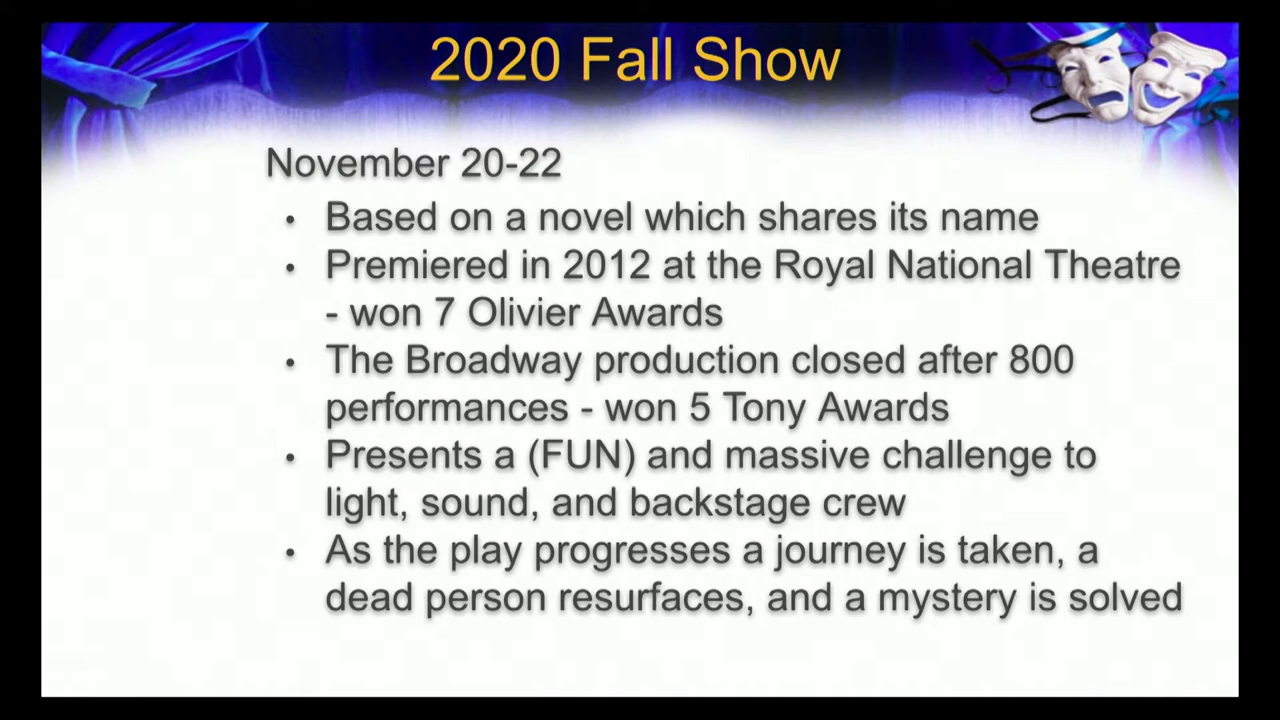 2020 Fall Show
November 20-22
• Based on a novel which shares its name
• Premiered in 2012 at the Royal National Theatre
- won 7 Olivier Awards
• The Broadway production closed after 800
performances - won 5 Tony Awards
• Presents a (FUN) and massive challenge to
light, sound, and backstage crew
• As the play progresses a journey is taken, a
dead person resurfaces, and a mystery is solved